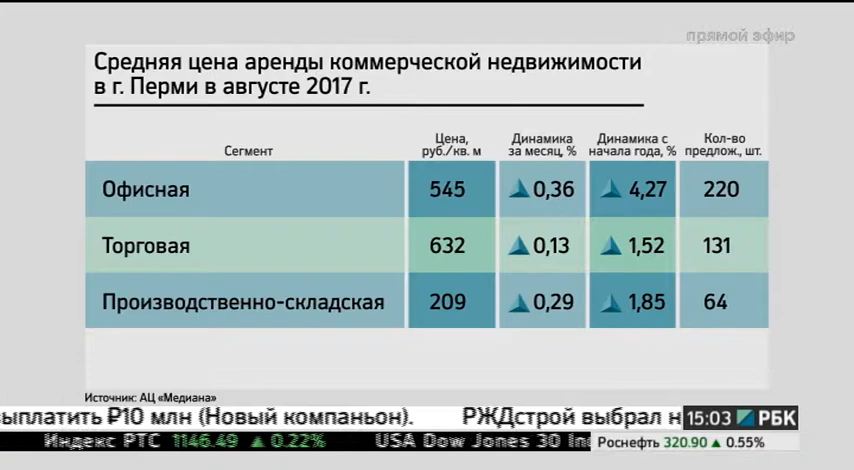 прямой эфир
Средняя цена аренды коммерческой недвижимости
в г. Перми в августе 2017 г.
Сегмент Цена, руб./кв. м Динамика за месяц, % Динамика с начала года, % Кол-во предлож., шт.
Офисная 545 0,36 4,27 220
Торговая 632 0,13 1,52 131
Производственно-складская 209 0,29 1,85 64
Источник: АЦ «Медиана»
ыплатить ₽10 млн (Новый компаньон). РЖДстрой выбрал н 15:03 РБК
Индекс РТС 1146.49 ▲ 0.22% USA Dow Jones 30 Ind Роснефть 320.90 ▲ 0.55%